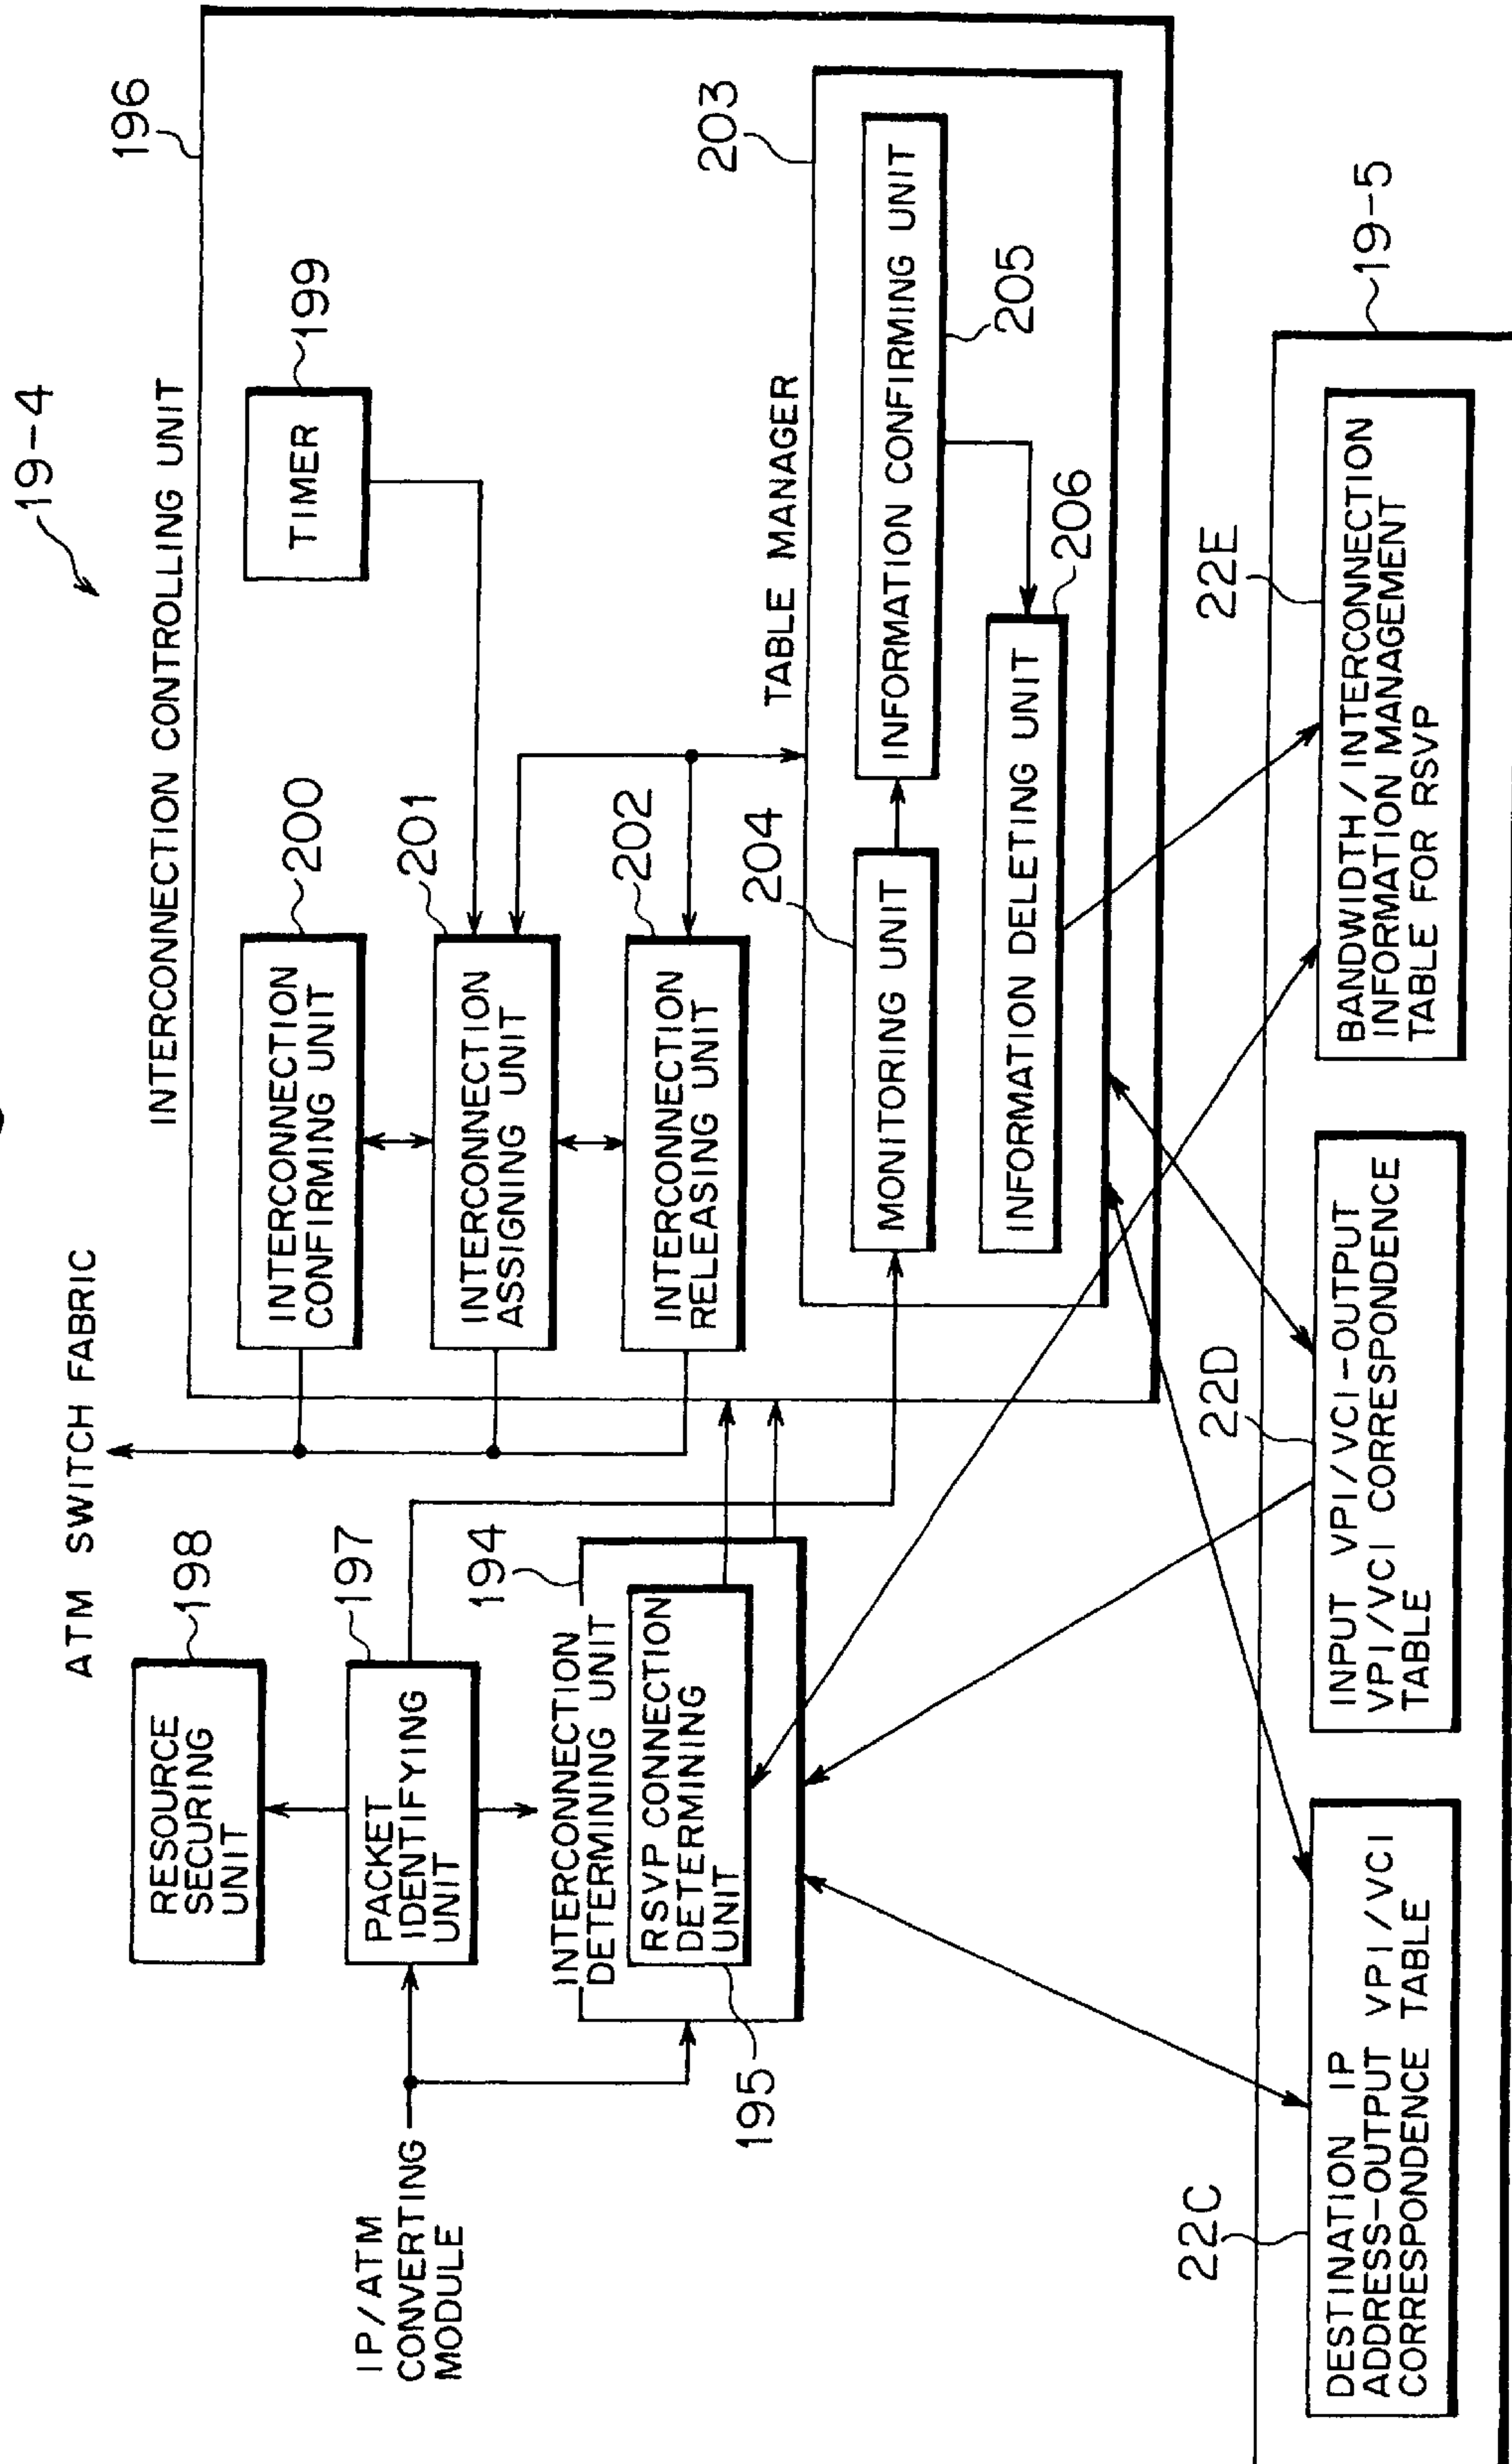 19-4
ATM SWITCH FABRIC
INTERCONNECTION CONTROLLING UNIT
196
198
RESOURCE
SECURING
UNIT
197
PACKET
IDENTIFYING
UNIT
IP/ATM
CONVERTING
MODULE
194
INTERCONNECTION
DETERMINING UNIT
RSVP CONNECTION
DETERMINING
UNIT
195
200
INTERCONNECTION
CONFIRMING UNIT
199
TIMER
201
INTERCONNECTION
ASSIGNING UNIT
202
INTERCONNECTION
RELEASING UNIT
TABLE MANAGER
203
204
MONITORING UNIT
INFORMATION CONFIRMING UNIT
205
INFORMATION DELETING UNIT
206
19-5
22C
DESTINATION IP
ADDRESS-OUTPUT VPI/VCI
CORRESPONDENCE TABLE
22D
INPUT VPI/VCI-OUTPUT
VPI/VCI CORRESPONDENCE
TABLE
22E
BANDWIDTH/INTERCONNECTION
INFORMATION MANAGEMENT
TABLE FOR RSVP